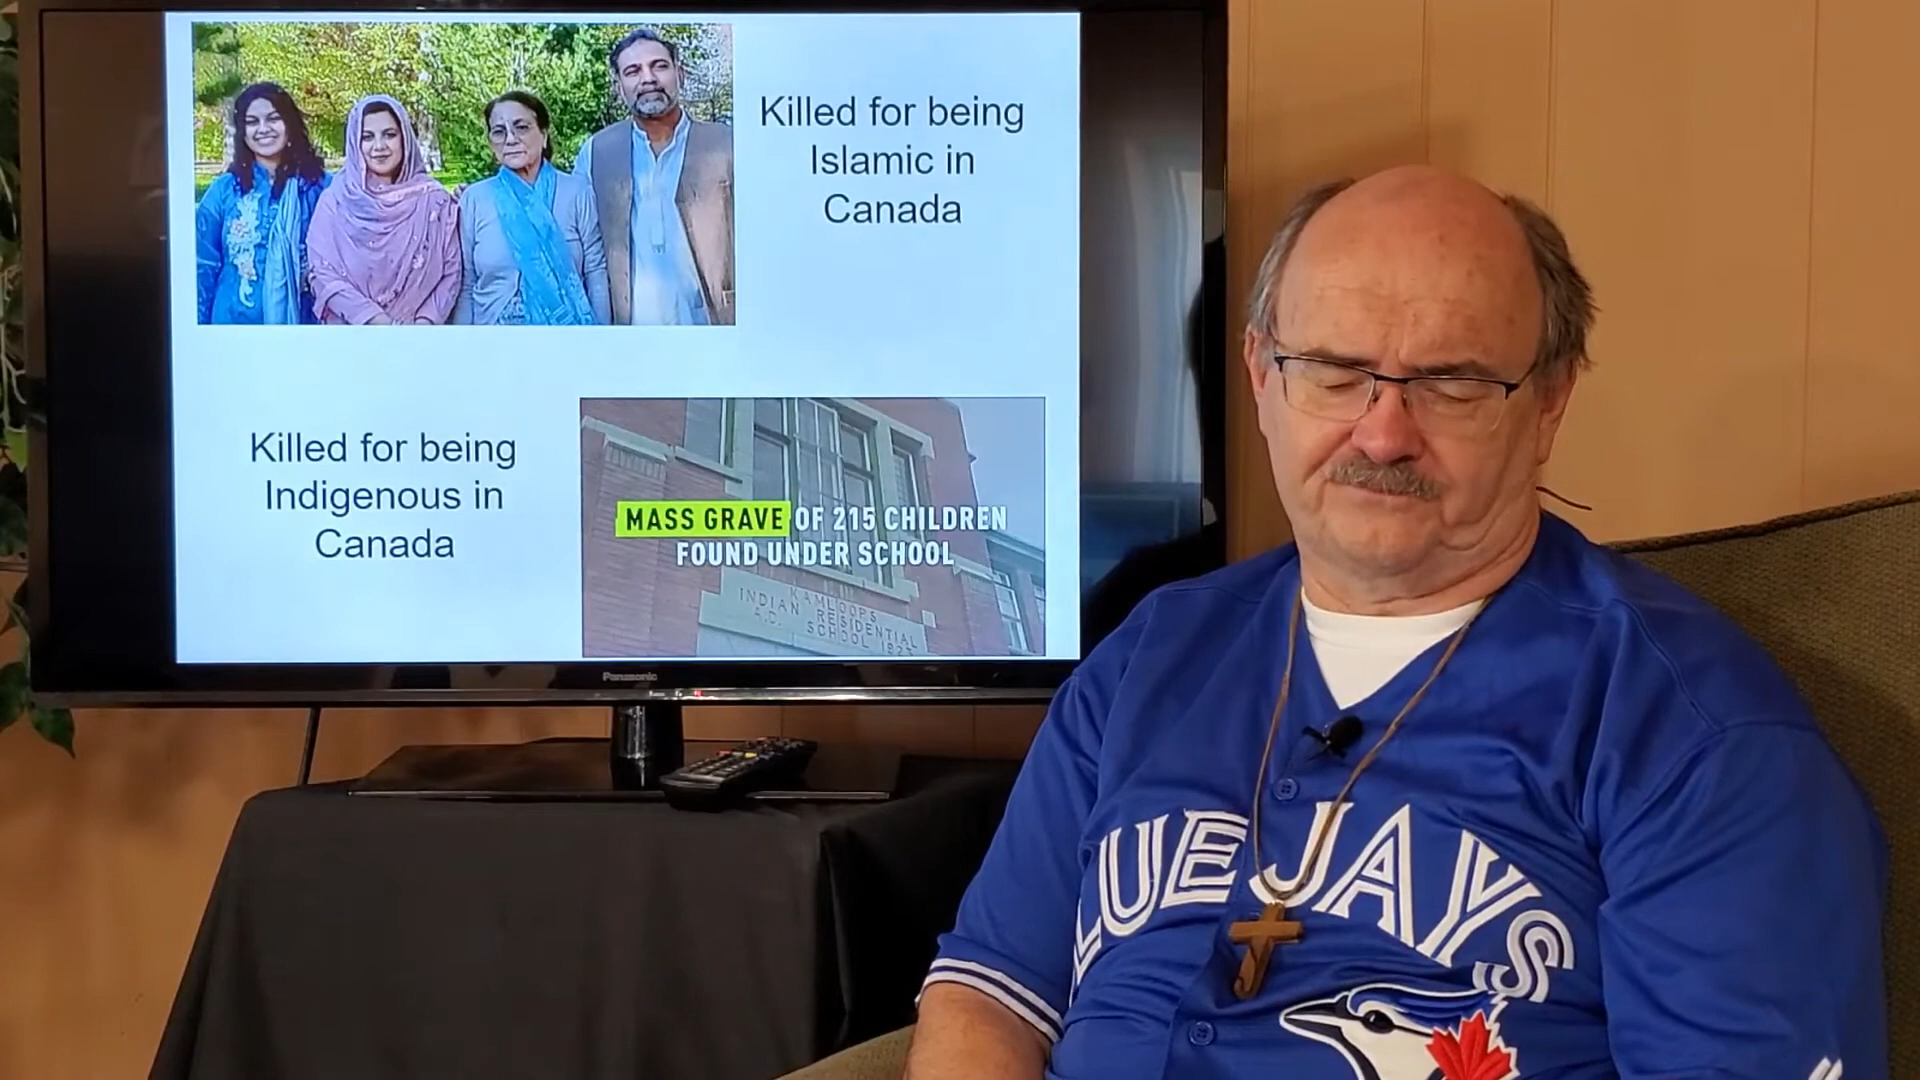 Killed for being
Islamic in
Canada
Killed for being
Indigenous in
Canada
MASS GRAVE OF 215 CHILDREN
FOUND UNDER SCHOOL
KAMLOOPS
INDIAN RESIDENTIAL
SCHOOL
Panasonic
LUE JAYS